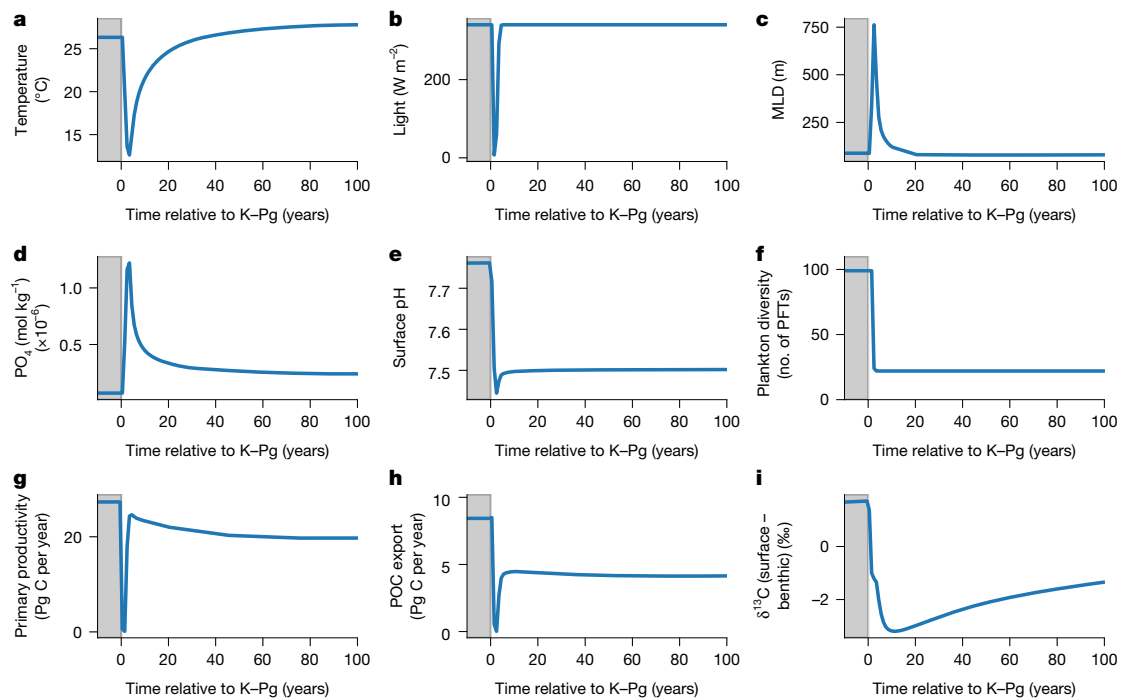 a
Temperature
(°C)
25
20
15
0 20 40 60 80 100
Time relative to K–Pg (years)
b
Light (W m⁻²)
200
0
0 20 40 60 80 100
Time relative to K–Pg (years)
c
MLD (m)
750
500
250
0 20 40 60 80 100
Time relative to K–Pg (years)
d
PO₄ (mol kg⁻¹)
(×10⁻⁶)
1.0
0.5
0 20 40 60 80 100
Time relative to K–Pg (years)
e
Surface pH
7.7
7.6
7.5
0 20 40 60 80 100
Time relative to K–Pg (years)
f
Plankton diversity
(no. of PFTs)
100
50
0
0 20 40 60 80 100
Time relative to K–Pg (years)
g
Primary productivity
(Pg C per year)
20
0
0 20 40 60 80 100
Time relative to K–Pg (years)
h
POC export
(Pg C per year)
10
5
0
0 20 40 60 80 100
Time relative to K–Pg (years)
i
δ¹³C (surface –
benthic) (‰)
0
−2
0 20 40 60 80 100
Time relative to K–Pg (years)